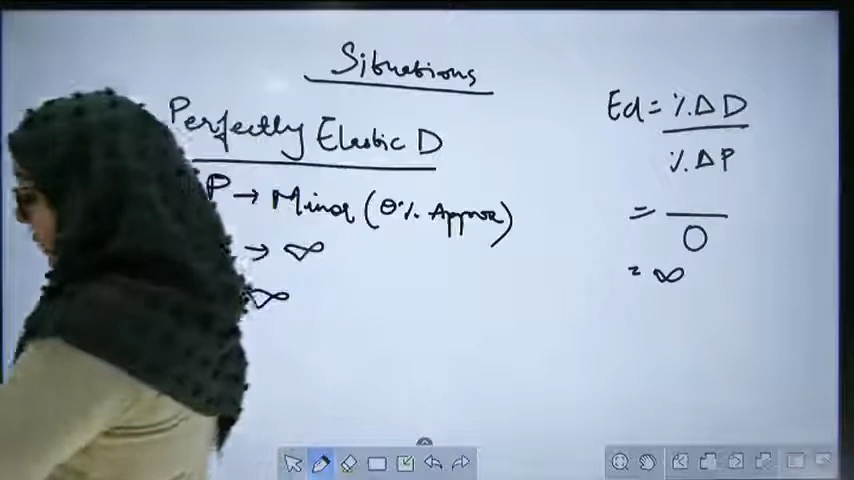 Situations
Perfectly Elastic D
P → Minor (0% Approx)
→ ∞
∞
Ed = %ΔD
%ΔP
=
0
= ∞